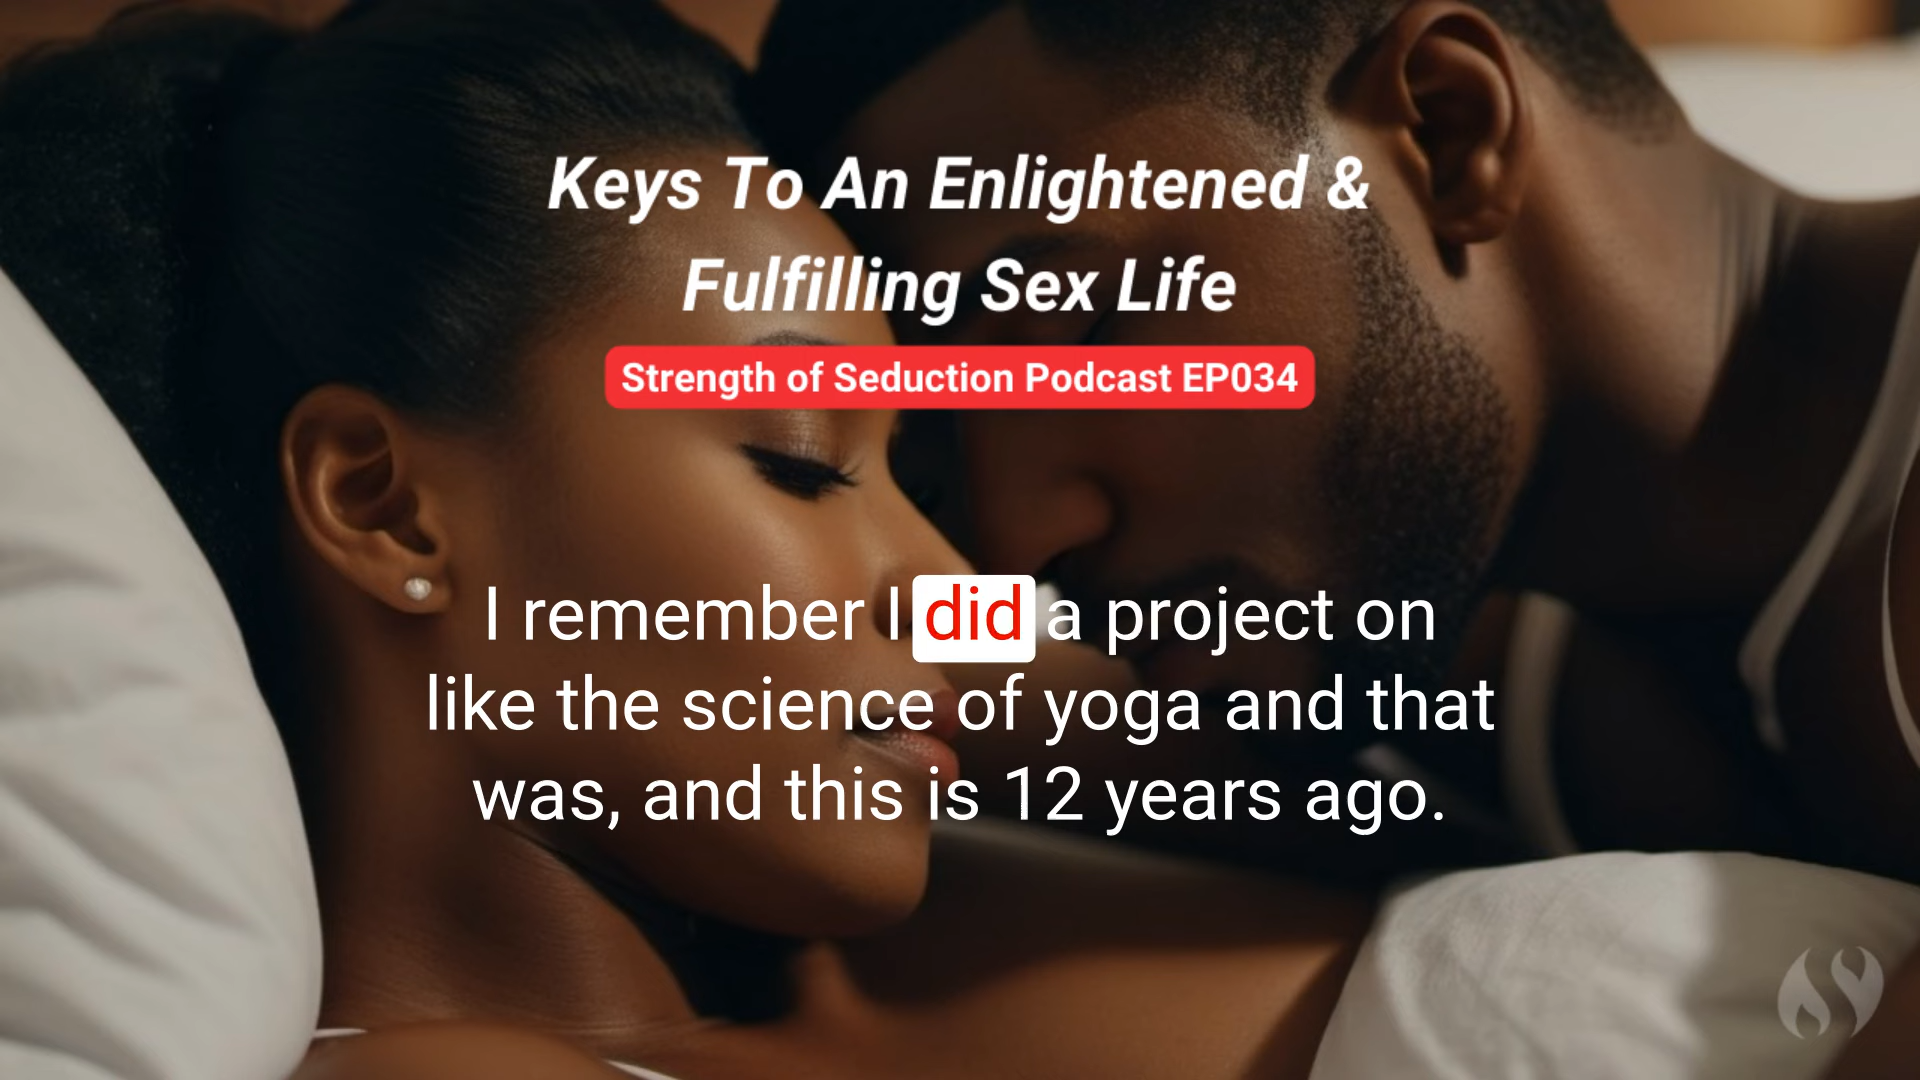 Keys To An Enlightened &
Fulfilling Sex Life
Strength of Seduction Podcast EP034
I remember I did a project on
like the science of yoga and that
was, and this is 12 years ago.